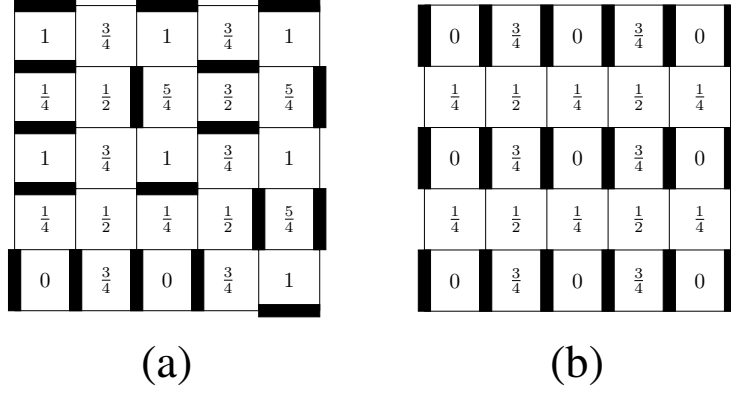 1 3/4 1 3/4 1
1/4 1/2 5/4 3/2 5/4
1 3/4 1 3/4 1
1/4 1/2 1/4 1/2 5/4
0 3/4 0 3/4 1
(a)
0 3/4 0 3/4 0
1/4 1/2 1/4 1/2 1/4
0 3/4 0 3/4 0
1/4 1/2 1/4 1/2 1/4
0 3/4 0 3/4 0
(b)